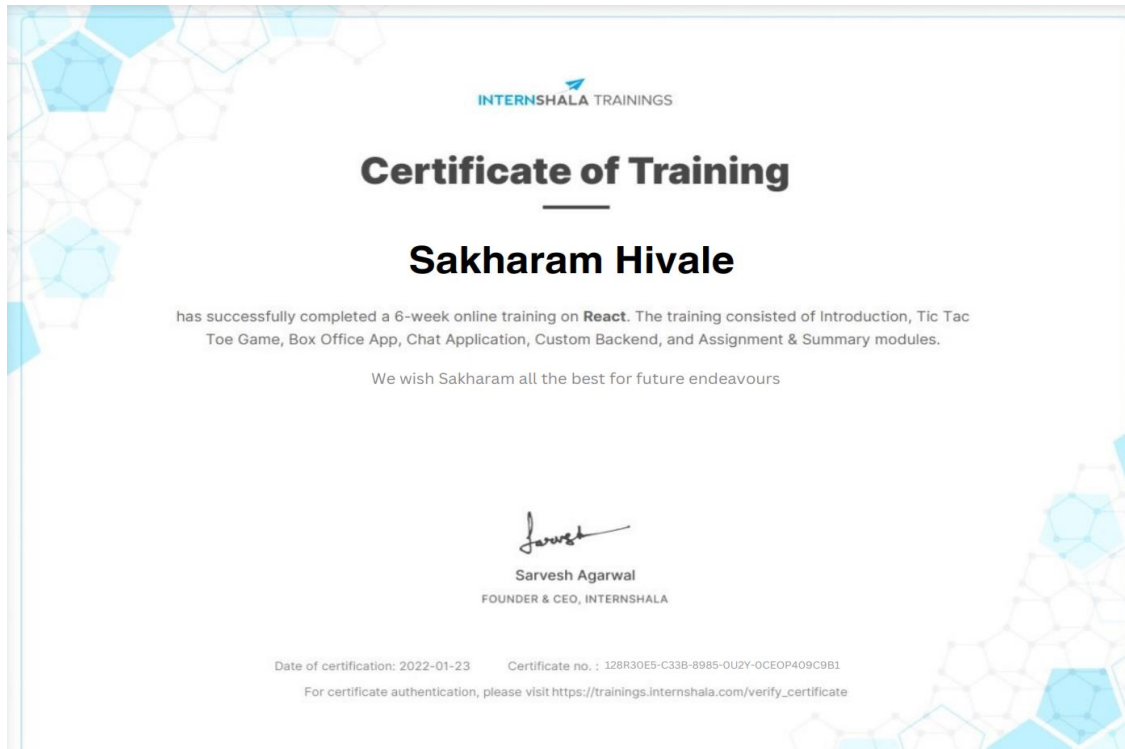 INTERNSHALA TRAININGS
Certificate of Training
Sakharam Hivale
has successfully completed a 6-week online training on React. The training consisted of Introduction, Tic Tac
Toe Game, Box Office App, Chat Application, Custom Backend, and Assignment & Summary modules.
We wish Sakharam all the best for future endeavours
Sarvesh
Sarvesh Agarwal
FOUNDER & CEO, INTERNSHALA
Date of certification: 2022-01-23 Certificate no. : 128R30E5-C33B-8985-0U2Y-0CEOP409C9B1
For certificate authentication, please visit https://trainings.internshala.com/verify_certificate